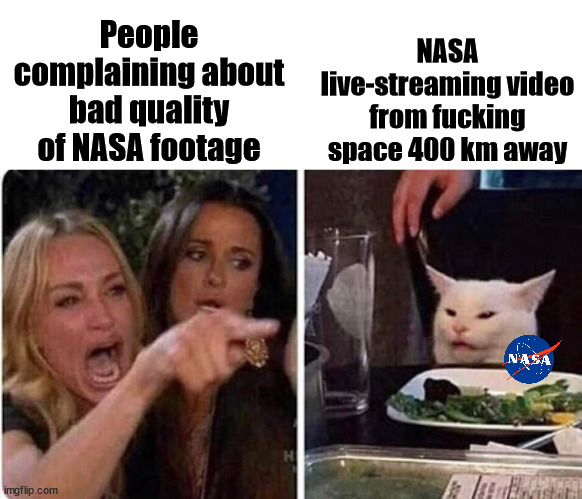 People
complaining about
bad quality
of NASA footage
NASA
live-streaming video
from fucking
space 400 km away
NASA
imgflip.com